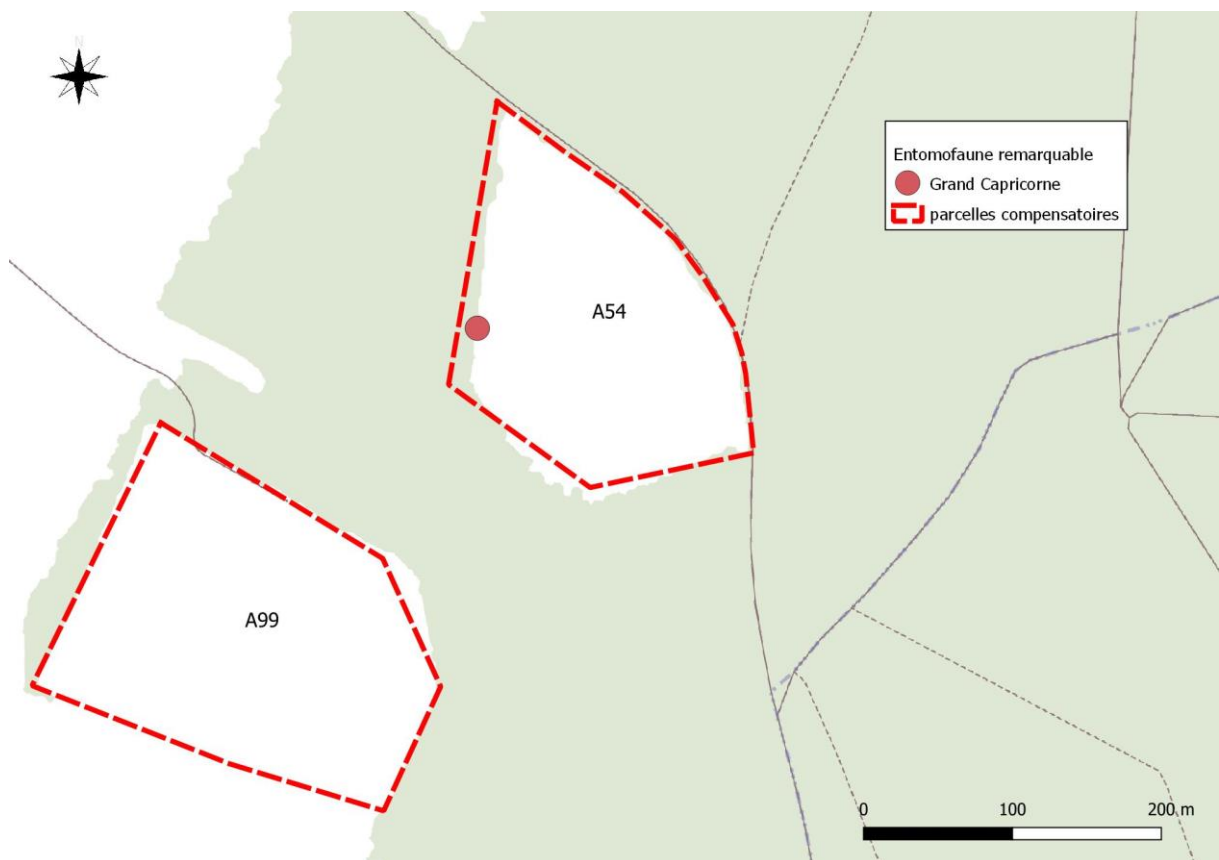 N
Entomofaune remarquable
Grand Capricorne
parcelles compensatoires
A54
A99
0 100 200 m